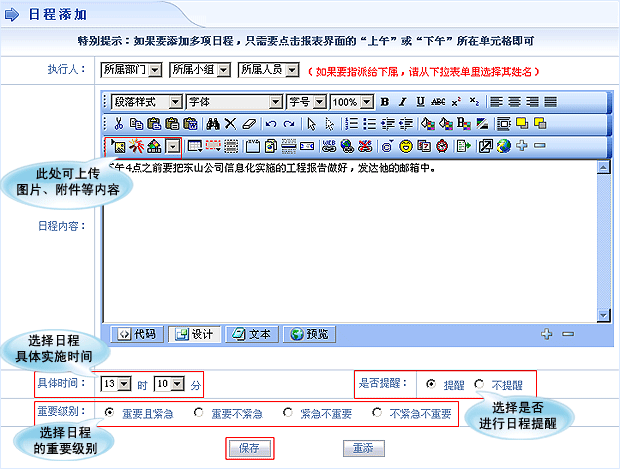 日程添加
特别提示：如果要添加多项日程，只需要点击报表界面的“上午”或“下午”所在单元格即可
执行人： 所属部门 所属小组 所属人员 （如果要指派给下属，请从下拉表单里选择其姓名）
段落样式 字体 字号 100% B I U ABC x² x₂
此处可上传
图片、附件等内容
午4点之前要把东山公司信息化实施的工程报告做好，发达他的邮箱中。
日程内容：
代码 设计 文本 预览
选择日程
具体实施时间
具体时间： 13 时 10 分 是否提醒： 提醒 不提醒
重要级别： 重要且紧急 重要不紧急 紧急不重要 不紧急不重要
选择是否
进行日程提醒
选择日程
的重要级别
保存 重添